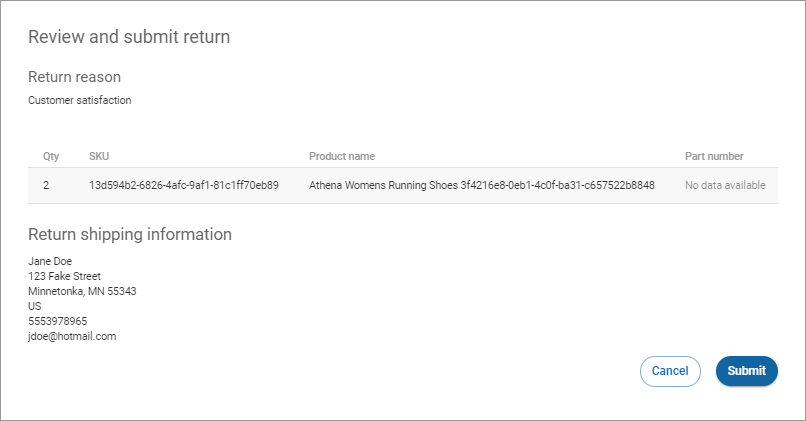 Review and submit return
Return reason
Customer satisfaction
Qty SKU Product name Part number
2 13d594b2-6826-4afc-9af1-81c1ff70eb89 Athena Womens Running Shoes 3f4216e8-0eb1-4c0f-ba31-c657522b8848 No data available
Return shipping information
Jane Doe
123 Fake Street
Minnetonka, MN 55343
US
5553978965
jdoe@hotmail.com
Cancel Submit